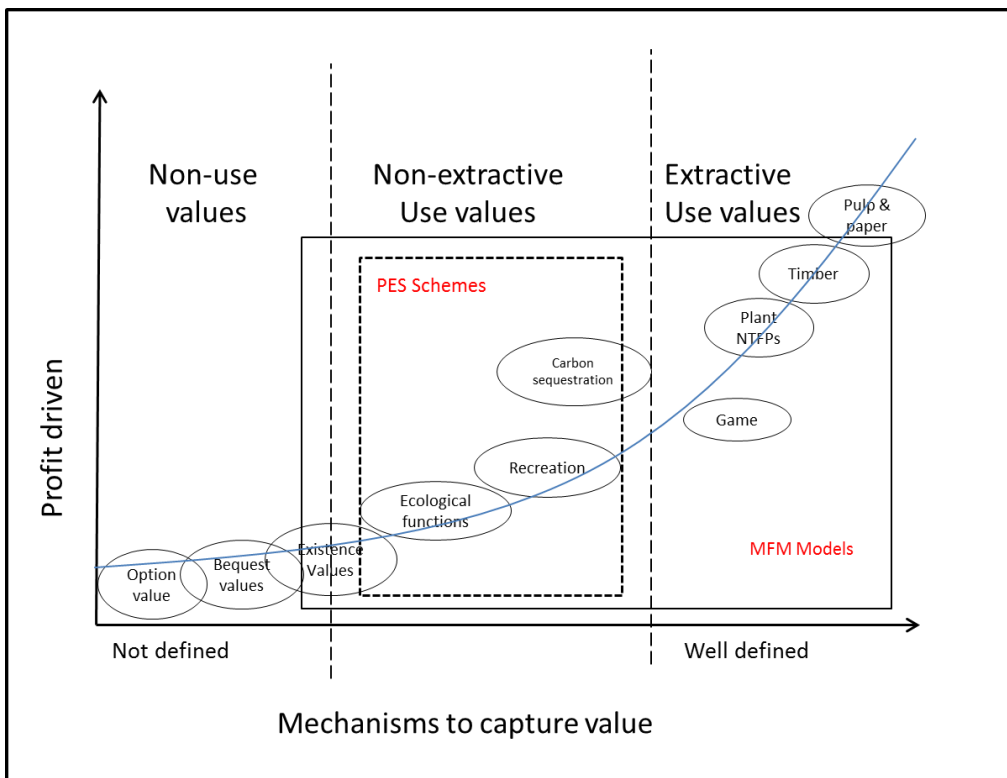 Non-use
values
Non-extractive
Use values
Extractive
Use values
Pulp &
paper
PES Schemes
Timber
Plant
NTFPs
Carbon
sequestration
Game
Recreation
Ecological
functions
MFM Models
Existence
Values
Bequest
values
Option
value
Profit driven
Not defined
Well defined
Mechanisms to capture value